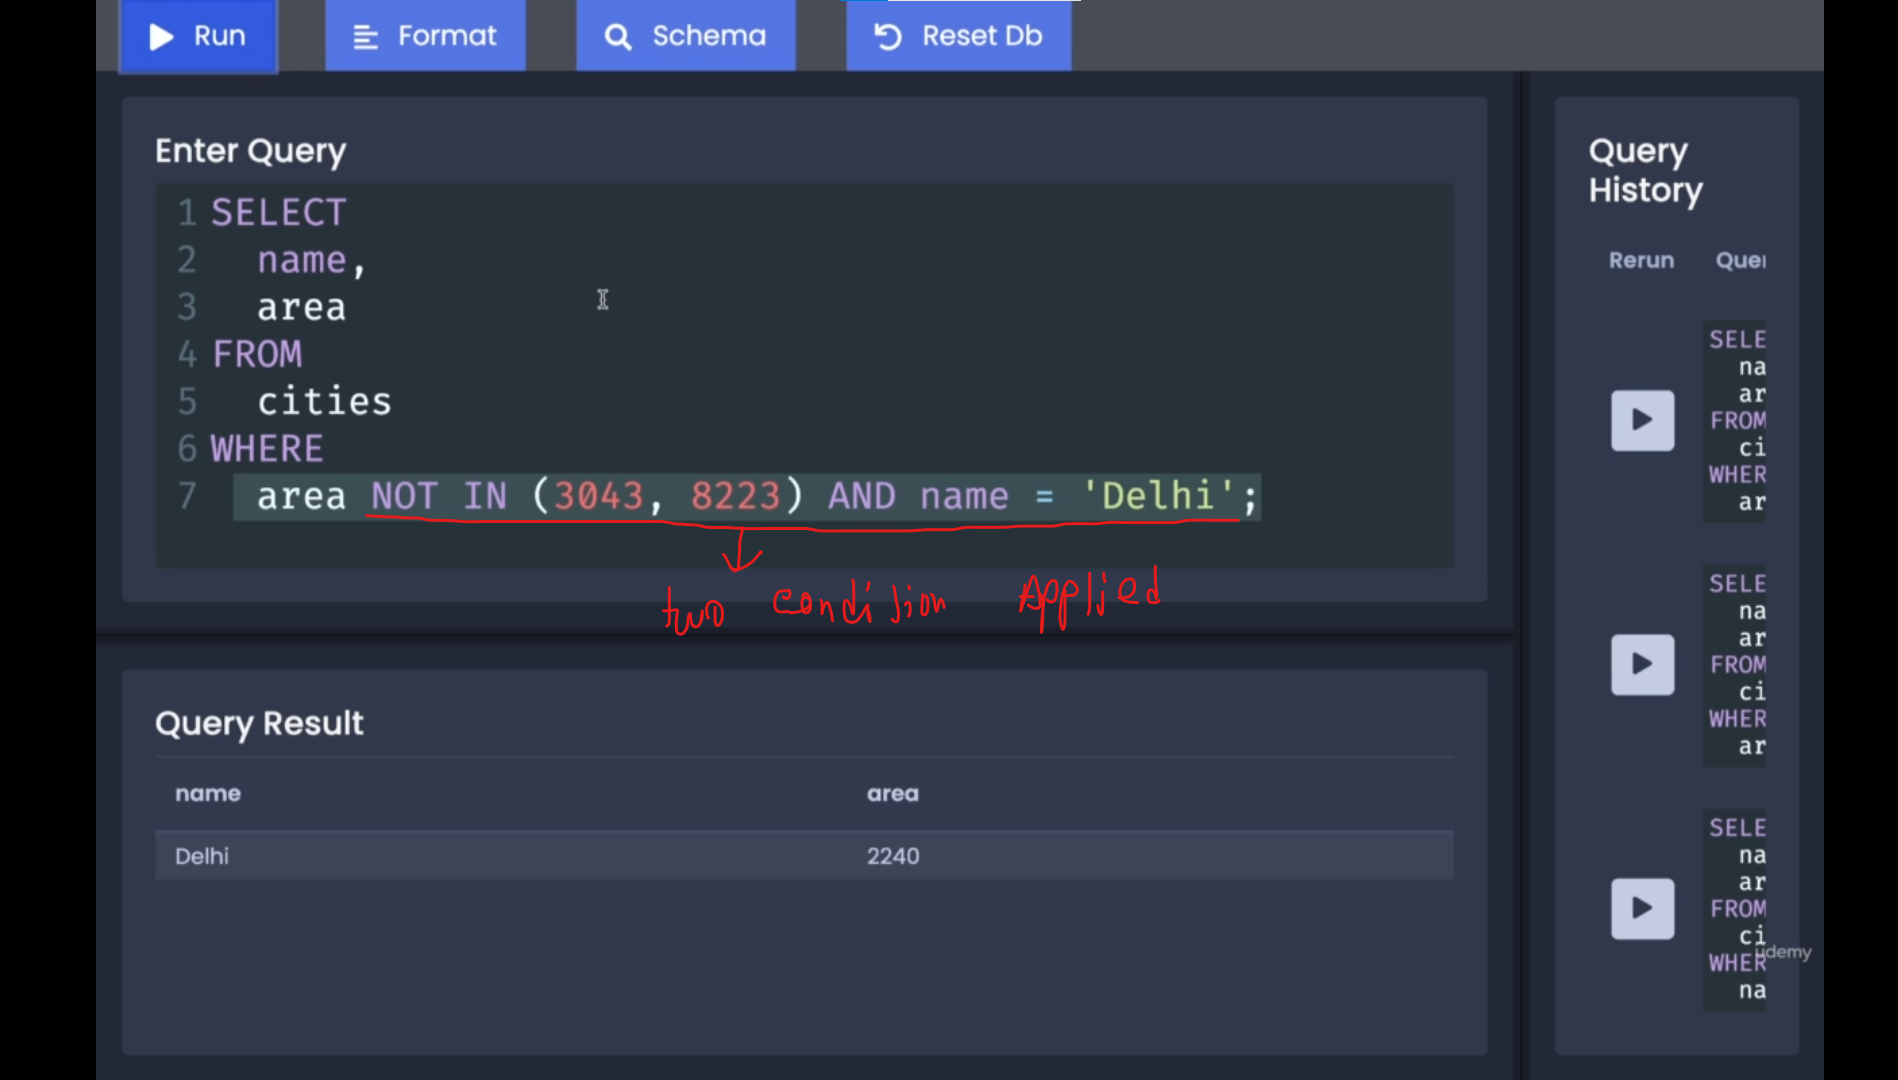 Run Format Schema Reset Db
Enter Query
1 SELECT
2 name,
3 area
4 FROM
5 cities
6 WHERE
7 area NOT IN (3043, 8223) AND name = 'Delhi';
two condision Applied
Query Result
name area
Delhi 2240
Query
History
Rerun Quer
SELE
na
ar
FROM
ci
WHER
ar
SELE
na
ar
FROM
ci
WHER
ar
SELE
na
ar
FROM
ci
WHER
na
udemy